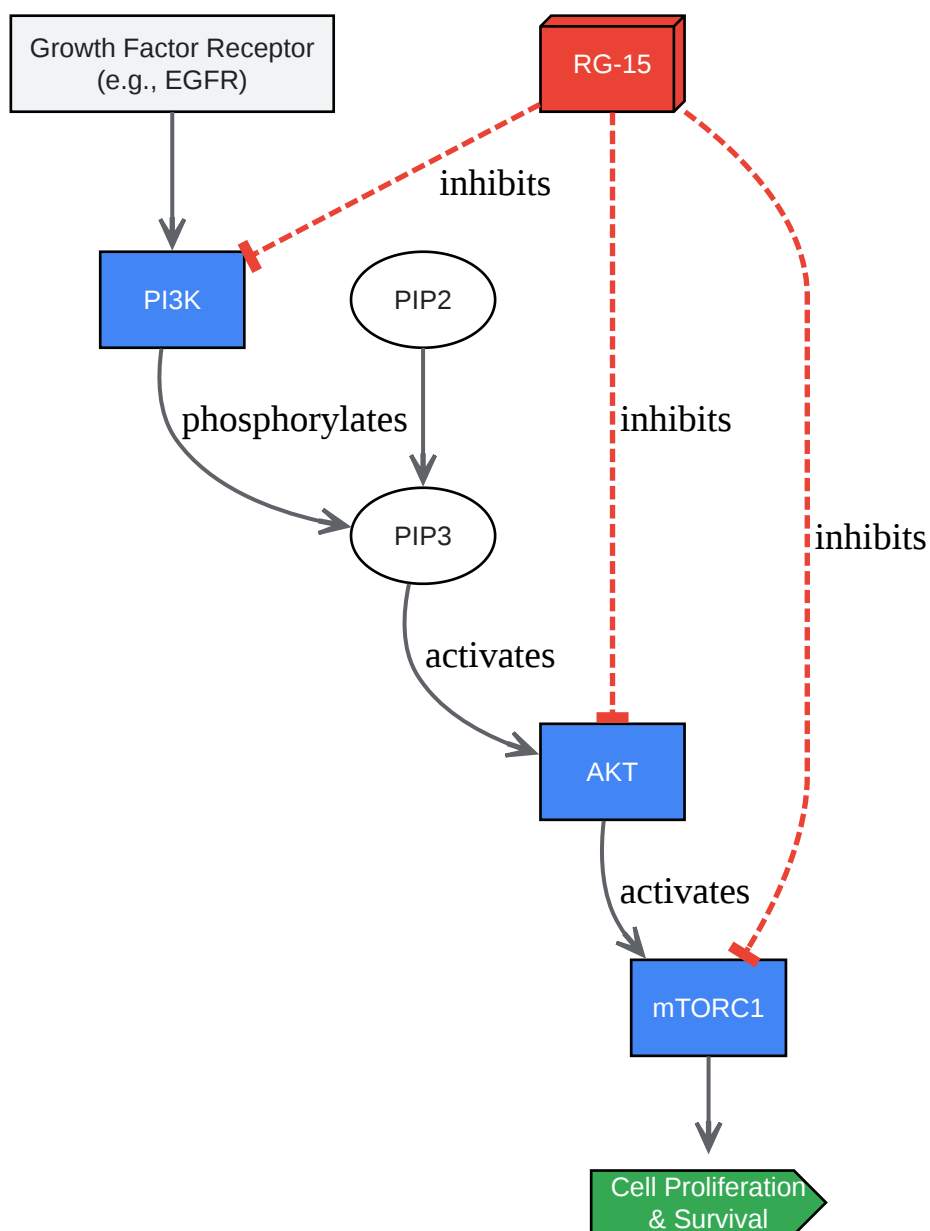 Growth Factor Receptor
(e.g., EGFR)
RG-15
inhibits
PI3K
PIP2
phosphorylates
inhibits
PIP3
inhibits
activates
AKT
activates
mTORC1
Cell Proliferation
& Survival